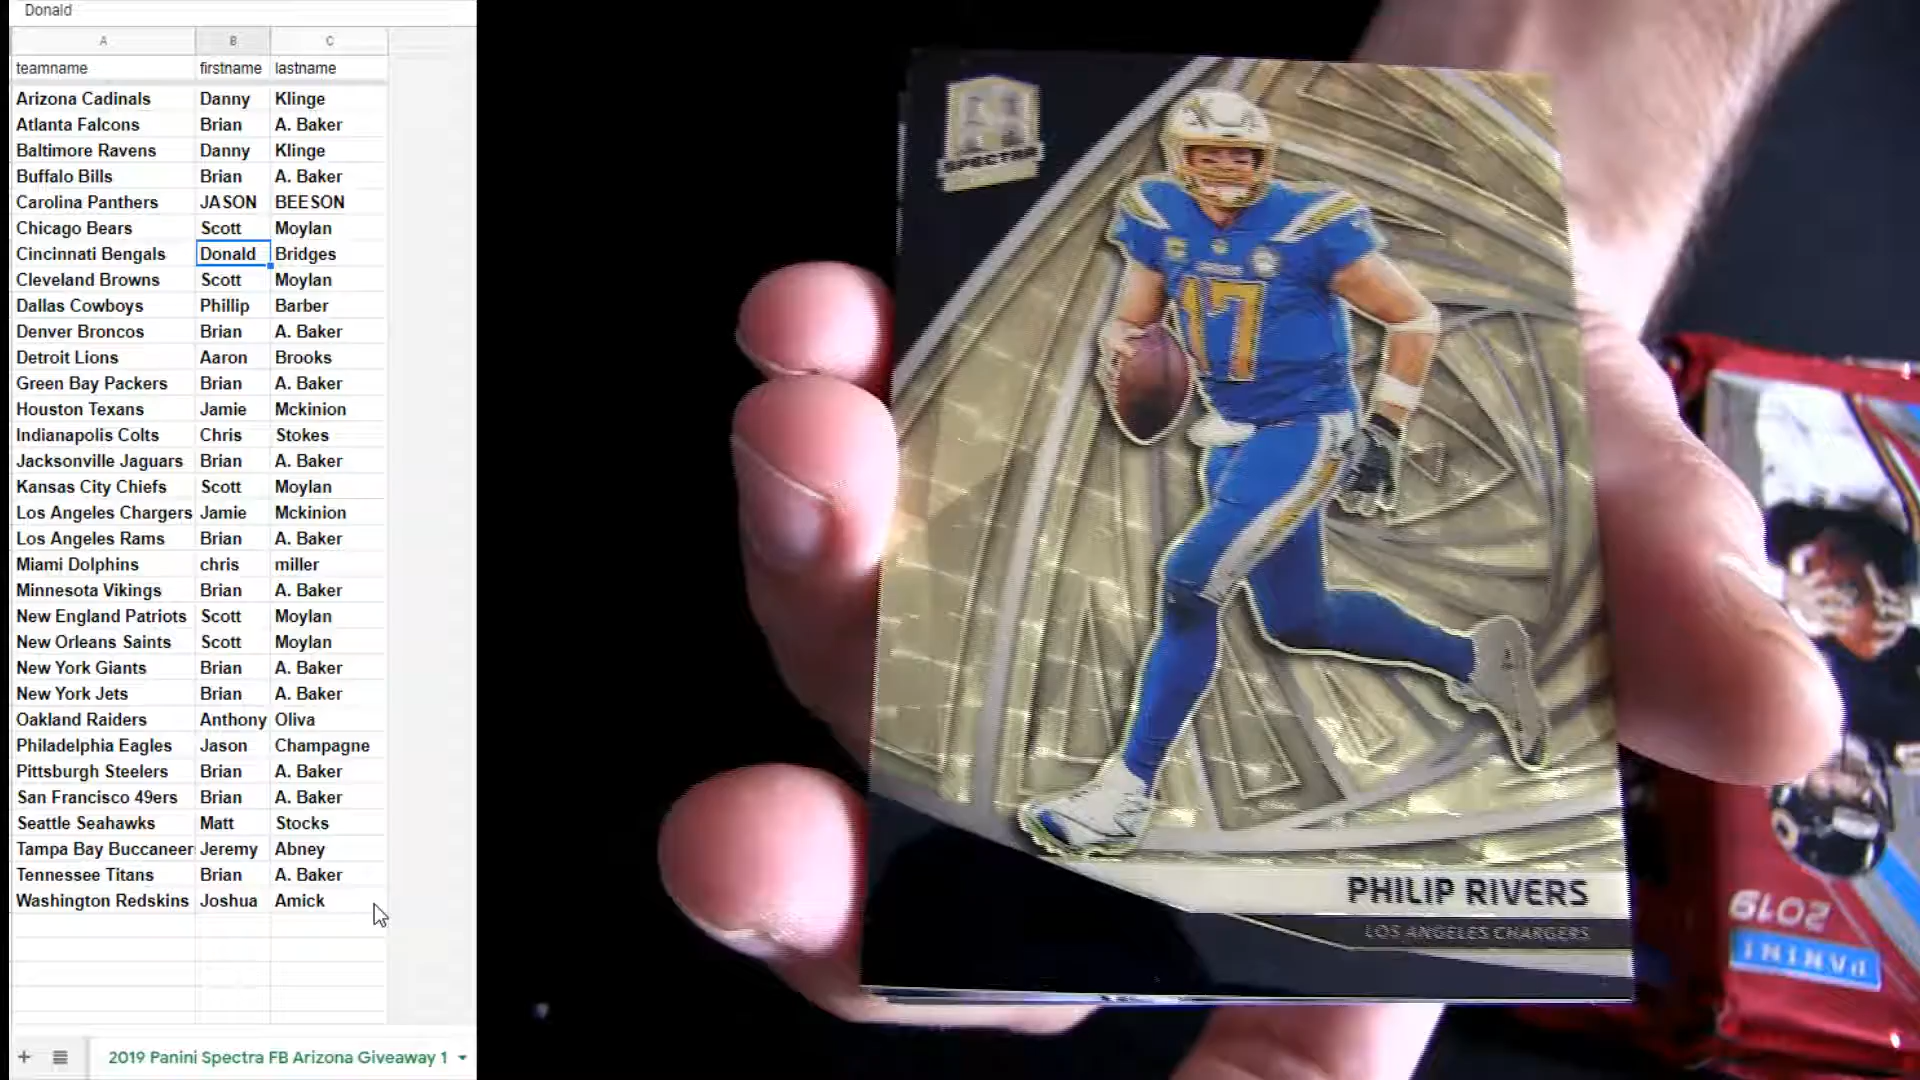 Donald
A B C
teamname firstname lastname
Arizona Cadinals Danny Klinge
Atlanta Falcons Brian A. Baker
Baltimore Ravens Danny Klinge
Buffalo Bills Brian A. Baker
Carolina Panthers JASON BEESON
Chicago Bears Scott Moylan
Cincinnati Bengals Donald Bridges
Cleveland Browns Scott Moylan
Dallas Cowboys Phillip Barber
Denver Broncos Brian A. Baker
Detroit Lions Aaron Brooks
Green Bay Packers Brian A. Baker
Houston Texans Jamie Mckinion
Indianapolis Colts Chris Stokes
Jacksonville Jaguars Brian A. Baker
Kansas City Chiefs Scott Moylan
Los Angeles Chargers Jamie Mckinion
Los Angeles Rams Brian A. Baker
Miami Dolphins chris miller
Minnesota Vikings Brian A. Baker
New England Patriots Scott Moylan
New Orleans Saints Scott Moylan
New York Giants Brian A. Baker
New York Jets Brian A. Baker
Oakland Raiders Anthony Oliva
Philadelphia Eagles Jason Champagne
Pittsburgh Steelers Brian A. Baker
San Francisco 49ers Brian A. Baker
Seattle Seahawks Matt Stocks
Tampa Bay Buccaneer Jeremy Abney
Tennessee Titans Brian A. Baker
Washington Redskins Joshua Amick
2019 Panini Spectra FB Arizona Giveaway 1
SPECTRA
17
PHILIP RIVERS
LOS ANGELES CHARGERS
2019
PANINI